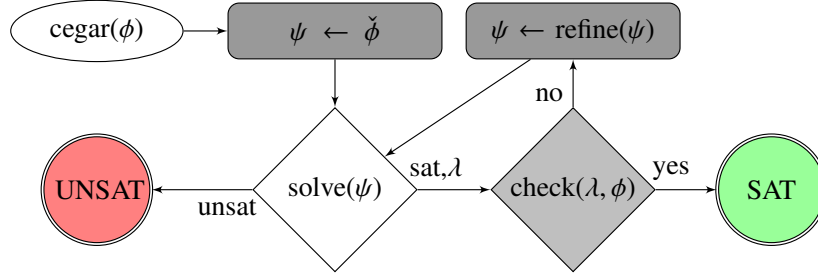 cegar(ϕ)
ψ ← ϕ̌
ψ ← refine(ψ)
no
UNSAT
unsat
solve(ψ)
sat,λ
check(λ, ϕ)
yes
SAT